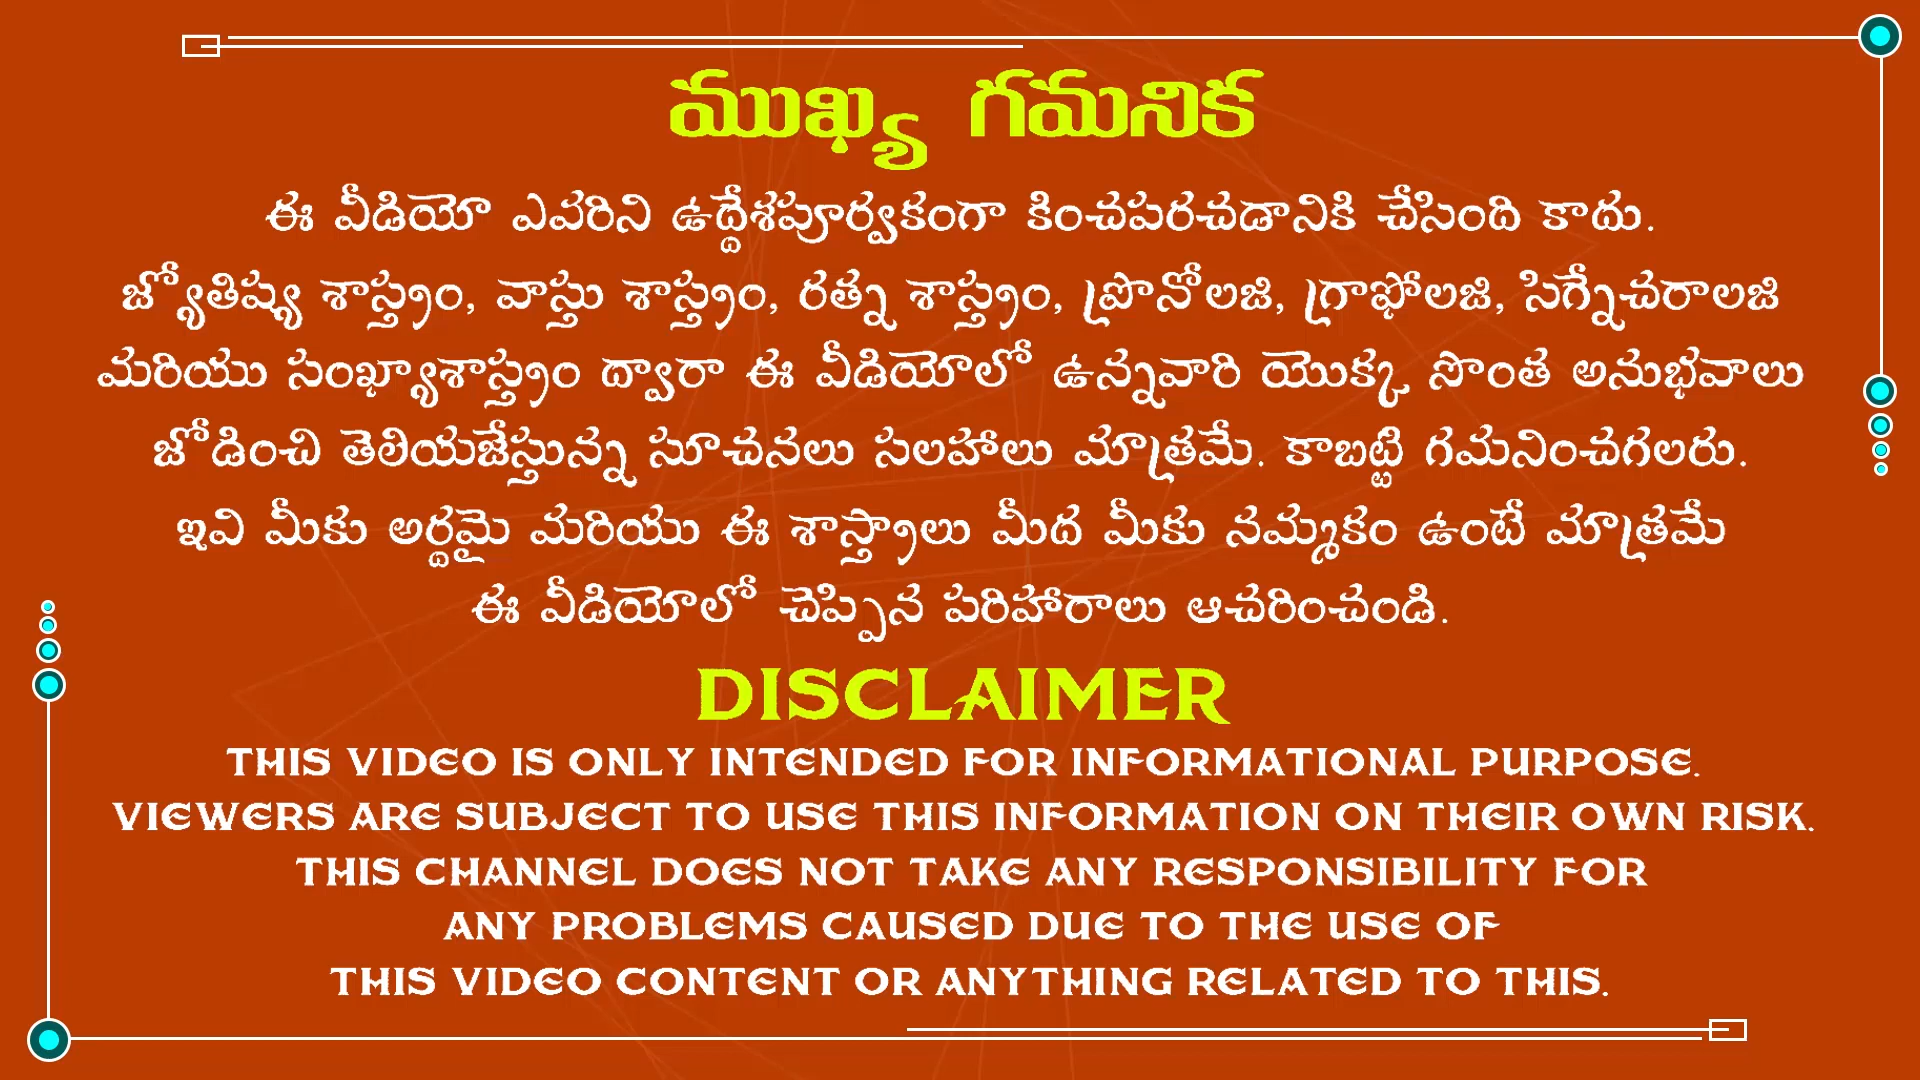 ముఖ్య గమనిక
ఈ వీడియో ఎవరిని ఉద్దేశపూర్వకంగా కించపరచడానికి చేసింది కాదు.
జ్యోతిష్య శాస్త్రం, వాస్తు శాస్త్రం, రత్న శాస్త్రం, ప్రొనోలజి, గ్రాఫోలజి, సిగ్నేచరాలజి
మరియు సంఖ్యాశాస్త్రం ద్వారా ఈ వీడియోలో ఉన్నవారి యొక్క సొంత అనుభవాలు
జోడించి తెలియజేస్తున్న సూచనలు సలహాలు మాత్రమే. కాబట్టి గమనించగలరు.
ఇవి మీకు అర్థమై మరియు ఈ శాస్త్రాలు మీద మీకు నమ్మకం ఉంటే మాత్రమే
ఈ వీడియోలో చెప్పిన పరిహారాలు ఆచరించండి.
DISCLAIMER
THIS VIDEO IS ONLY INTENDED FOR INFORMATIONAL PURPOSE.
VIEWERS ARE SUBJECT TO USE THIS INFORMATION ON THEIR OWN RISK.
THIS CHANNEL DOES NOT TAKE ANY RESPONSIBILITY FOR
ANY PROBLEMS CAUSED DUE TO THE USE OF
THIS VIDEO CONTENT OR ANYTHING RELATED TO THIS.